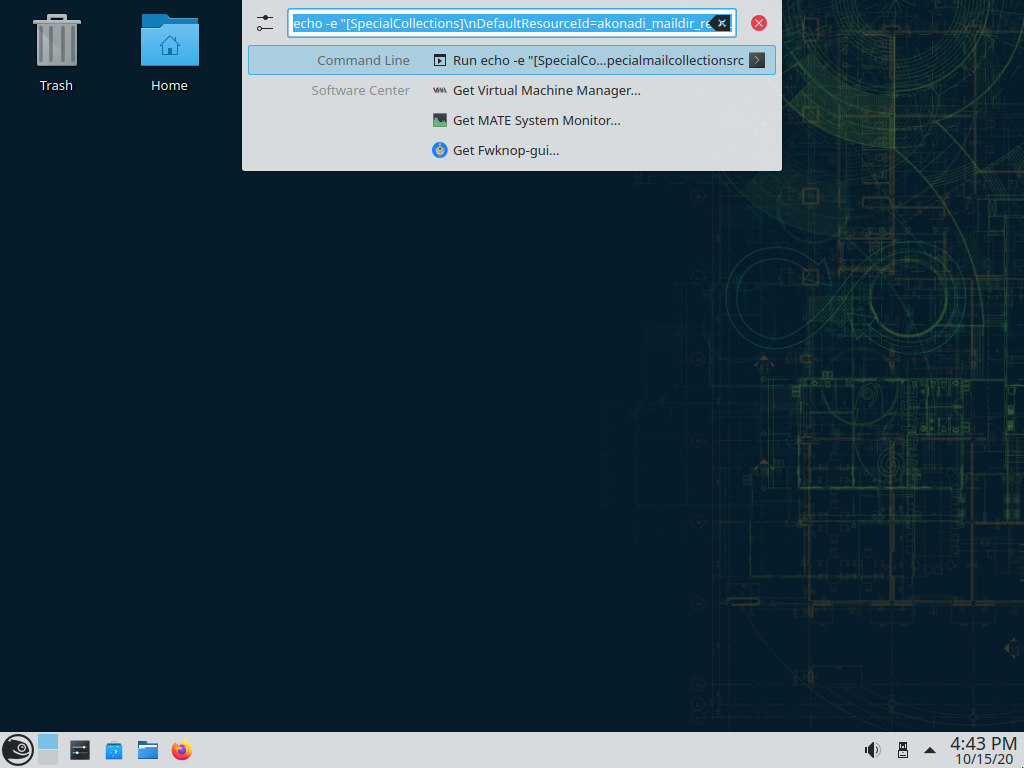 echo -e "[SpecialCollections]\nDefaultResourceId=akonadi_maildir_re
Command Line
Run echo -e "[SpecialCo...pecialmailcollectionsrc
Software Center
Get Virtual Machine Manager...
Get MATE System Monitor...
Get Fwknop-gui...
Trash
Home
4:43 PM
10/15/20